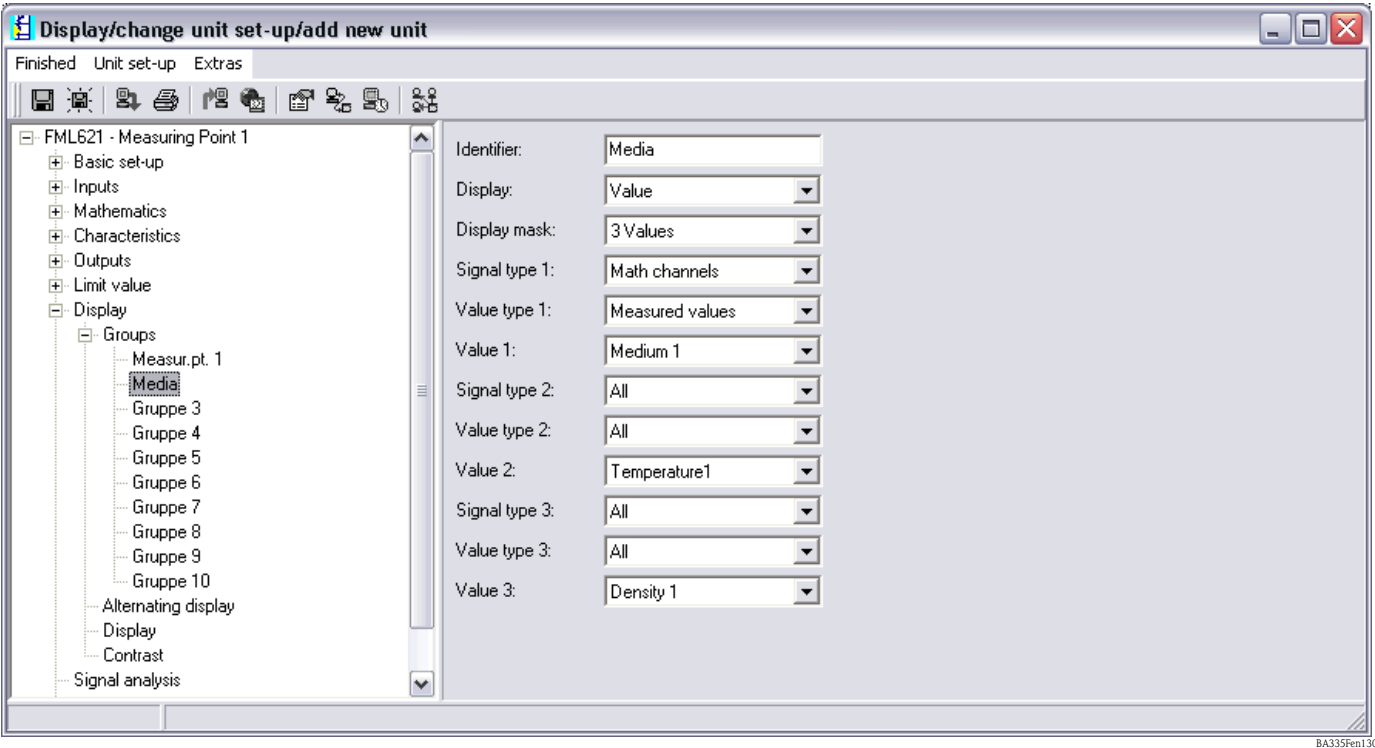 Display/change unit set-up/add new unit
Finished Unit set-up Extras
FML621 - Measuring Point 1
Basic set-up
Inputs
Mathematics
Characteristics
Outputs
Limit value
Display
Groups
Measur.pt. 1
Media
Gruppe 3
Gruppe 4
Gruppe 5
Gruppe 6
Gruppe 7
Gruppe 8
Gruppe 9
Gruppe 10
Alternating display
Display
Contrast
Signal analysis
Identifier: Media
Display: Value
Display mask: 3 Values
Signal type 1: Math channels
Value type 1: Measured values
Value 1: Medium 1
Signal type 2: All
Value type 2: All
Value 2: Temperature1
Signal type 3: All
Value type 3: All
Value 3: Density 1
BA335Fen130